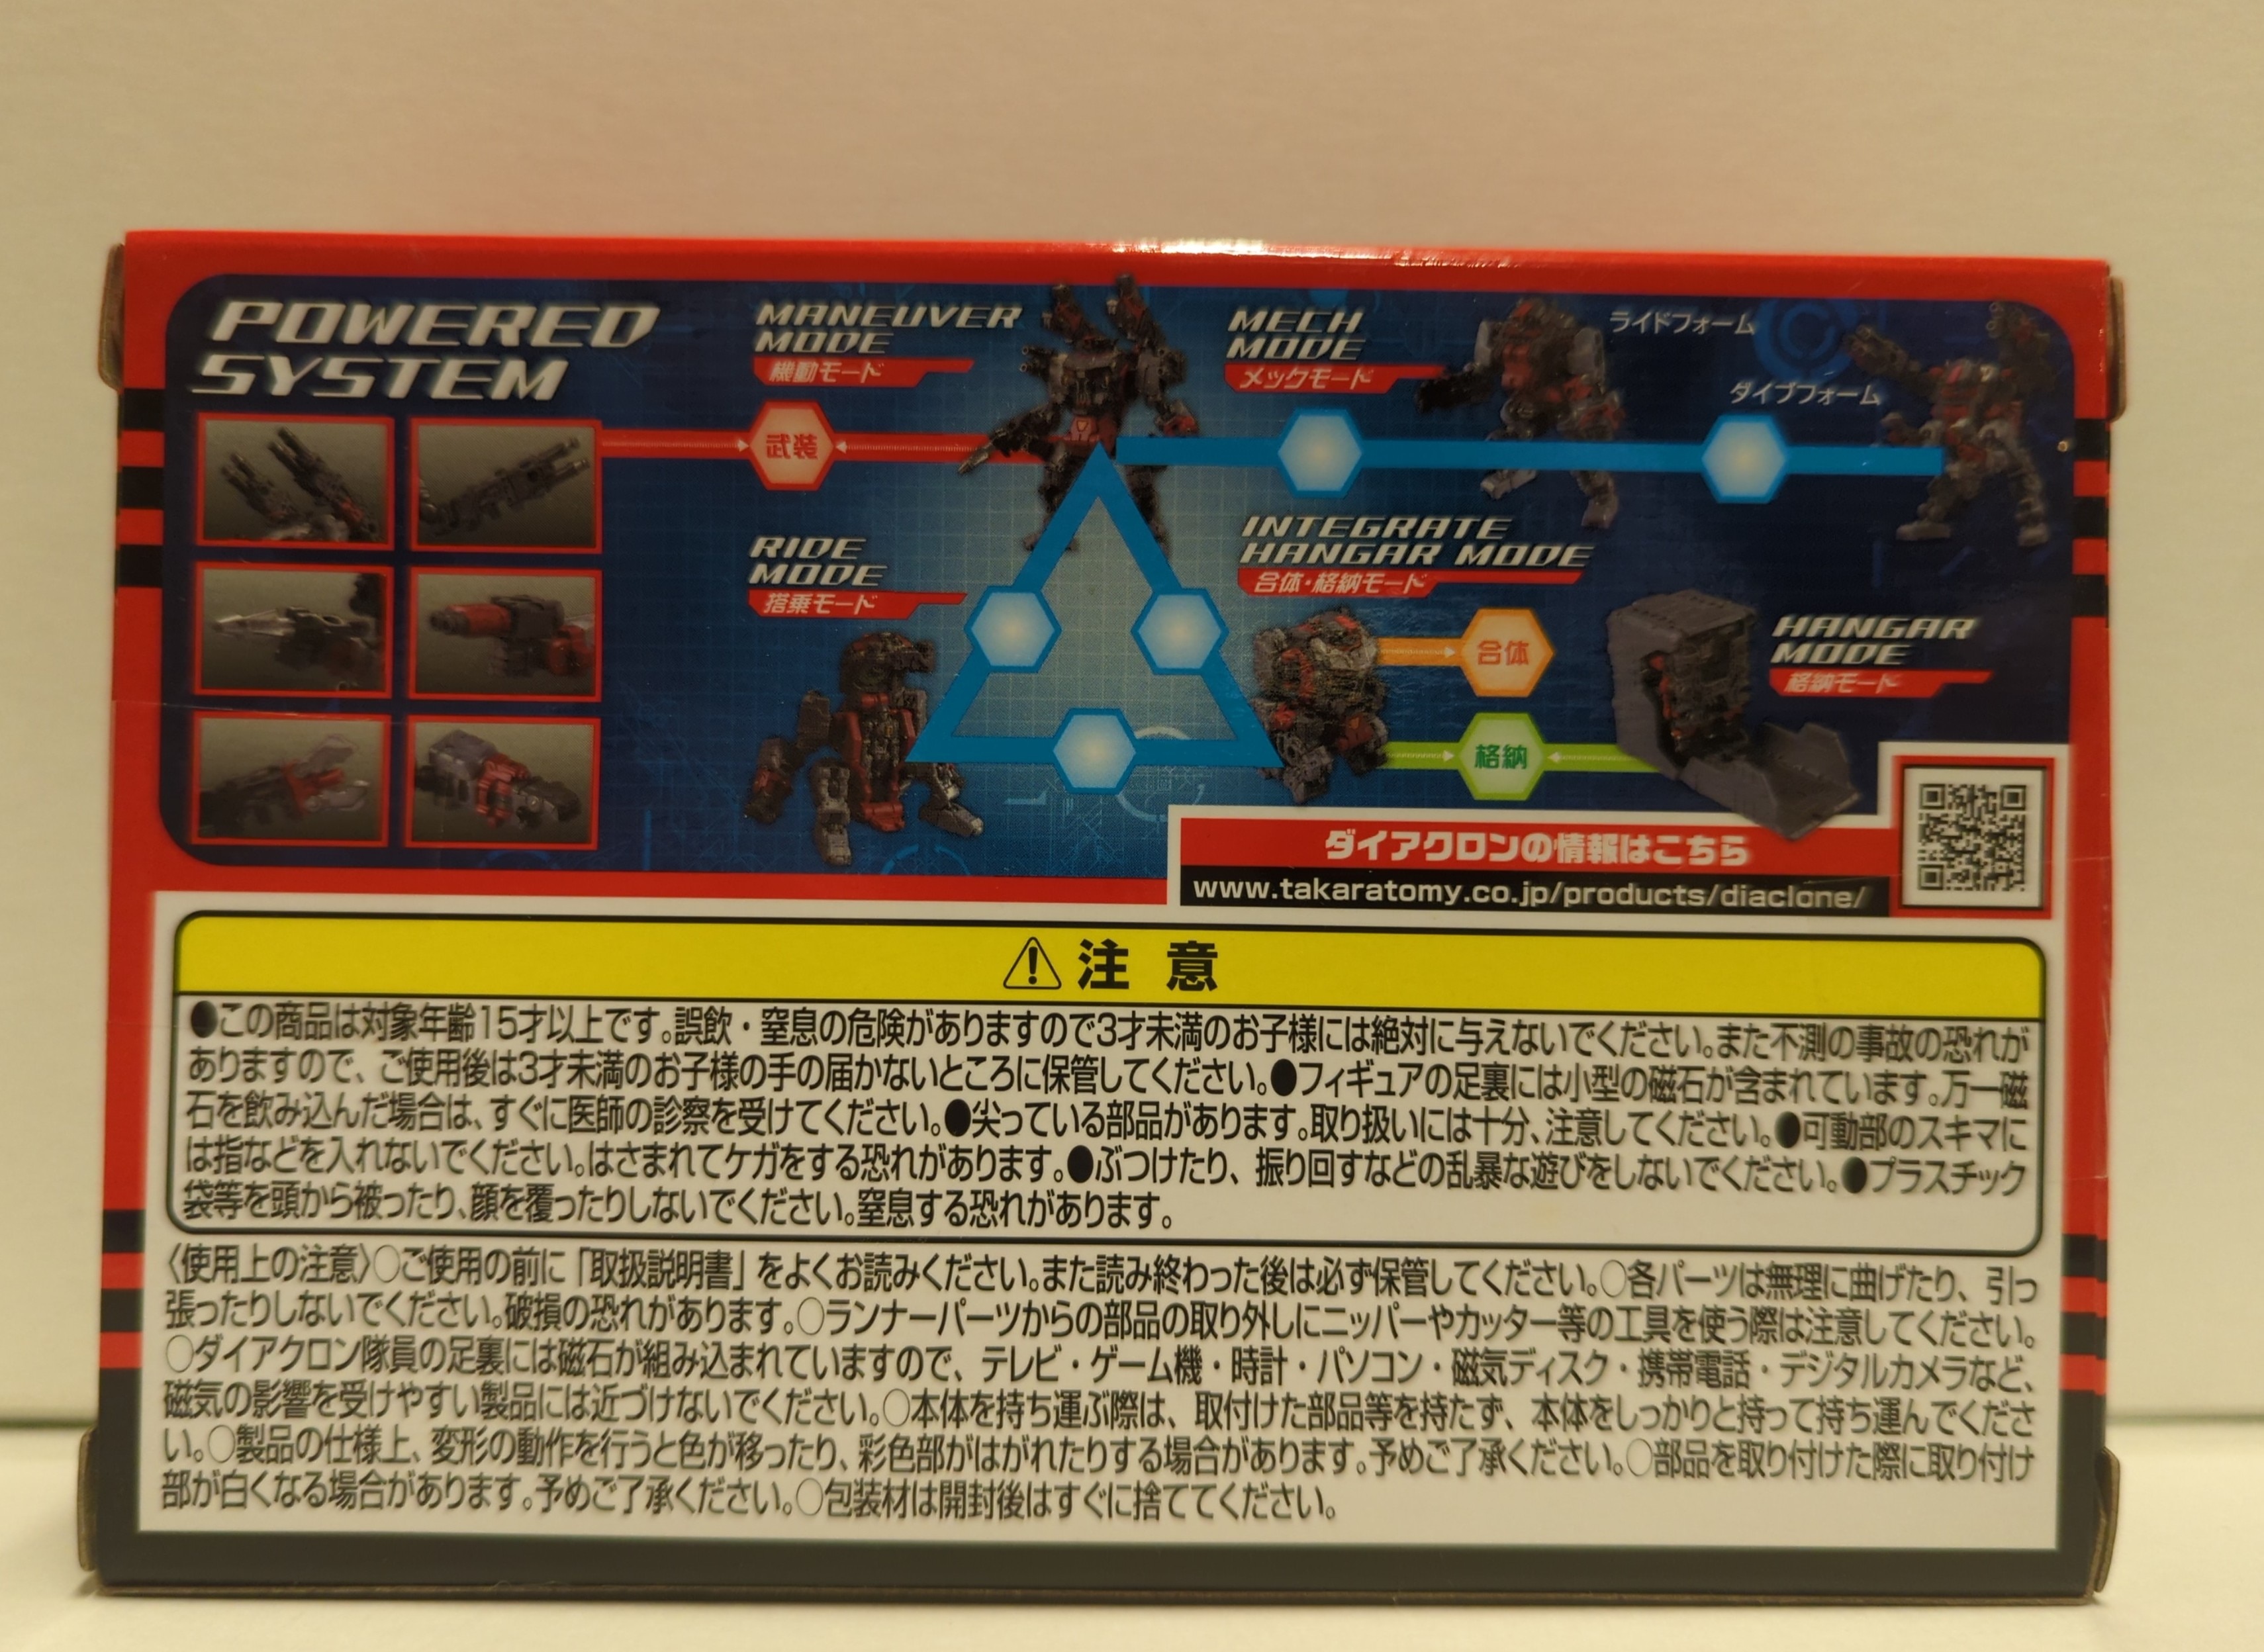 POWERED
SYSTEM
MANEUVER
MODE
機動モード
武装
MECH
MODE
メックモード
ライドフォーム
ダイブフォーム
RIDE
MODE
搭乗モード
INTEGRATE
HANGAR MODE
合体・格納モード
合体
格納
HANGAR
MODE
格納モード
ダイアクロンの情報はこちら
www.takaratomy.co.jp/products/diaclone/
⚠注意
●この商品は対象年齢15才以上です。誤飲・窒息の危険がありますので3才未満のお子様には絶対に与えないでください。また不測の事故の恐れが
ありますので、ご使用後は3才未満のお子様の手の届かないところに保管してください。●フィギュアの足裏には小型の磁石が含まれています。万一磁
石を飲み込んだ場合は、すぐに医師の診察を受けてください。●尖っている部品があります。取り扱いには十分、注意してください。●可動部のスキマに
は指などを入れないでください。はさまれてケガをする恐れがあります。●ぶつけたり、振り回すなどの乱暴な遊びをしないでください。●プラスチック
袋等を頭から被ったり、顔を覆ったりしないでください。窒息する恐れがあります。
〈使用上の注意〉○ご使用の前に「取扱説明書」をよくお読みください。また読み終わった後は必ず保管してください。○各パーツは無理に曲げたり、引っ
張ったりしないでください。破損の恐れがあります。○ランナーパーツからの部品の取り外しにニッパーやカッター等の工具を使う際は注意してください。
○ダイアクロン隊員の足裏には磁石が組み込まれていますので、テレビ・ゲーム機・時計・パソコン・磁気ディスク・携帯電話・デジタルカメラなど、
磁気の影響を受けやすい製品には近づけないでください。○本体を持ち運ぶ際は、取付けた部品等を持たず、本体をしっかりと持って持ち運んでくださ
い。○製品の仕様上、変形の動作を行うと色が移ったり、彩色部がはがれたりする場合があります。予めご了承ください。○部品を取り付けた際に取り付け
部が白くなる場合があります。予めご了承ください。○包装材は開封後はすぐに捨ててください。